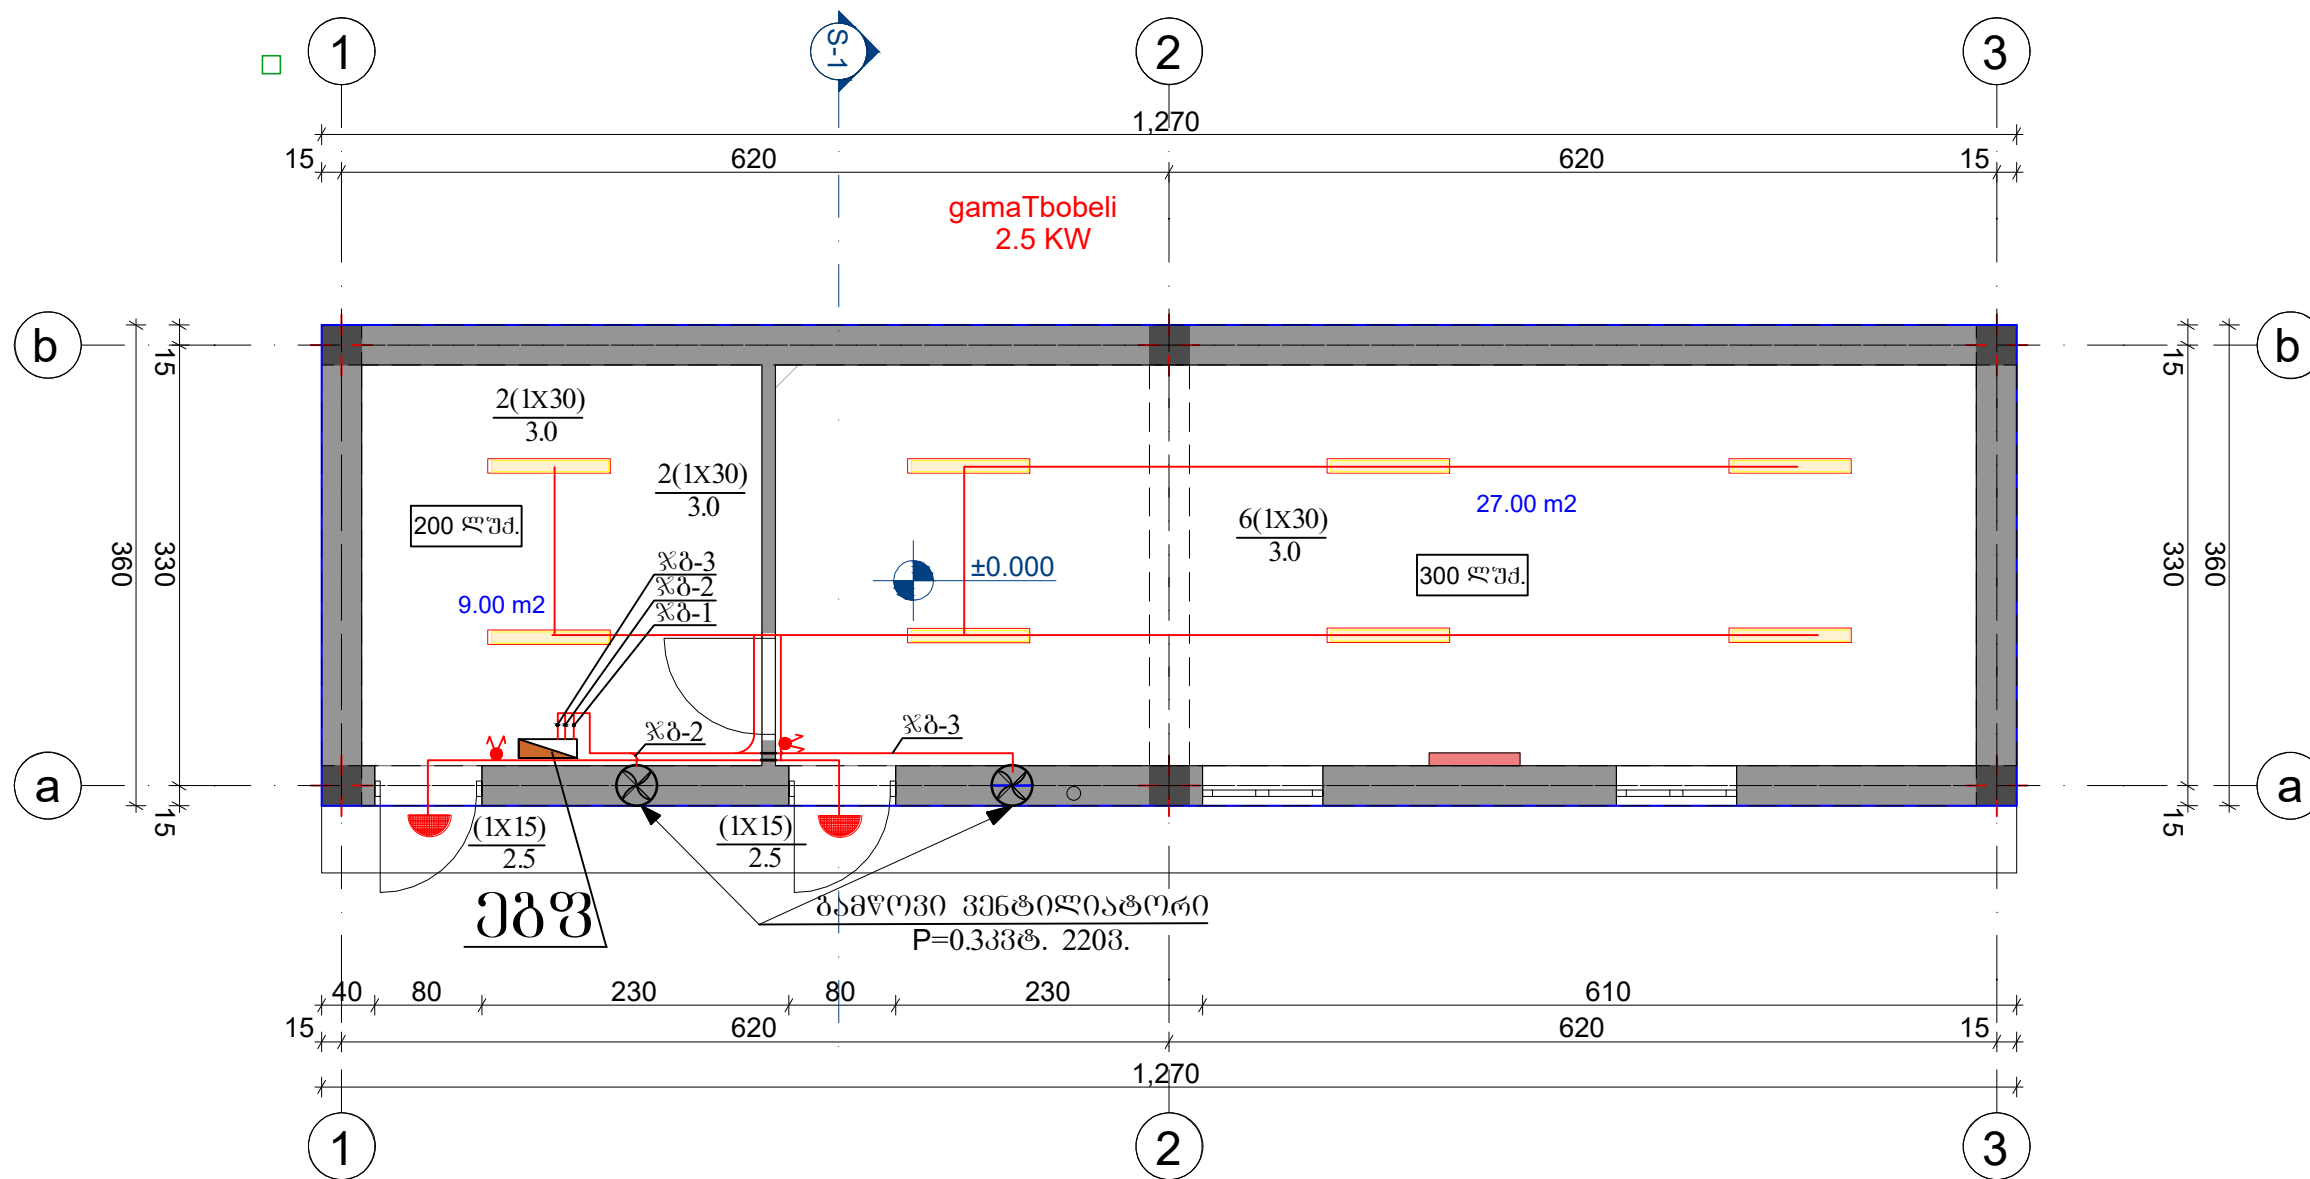 1
S-1
2
3
1,270
15
620
620
15
gamaTbobeli
2.5 KW
b
b
15
15
2(1X30)
3.0
2(1X30)
3.0
27.00 m2
200 ლუქ.
6(1X30)
3.0
360
330
330
360
ჯგ-3
ჯგ-2
ჯგ-1
±0.000
300 ლუქ.
9.00 m2
ჯგ-2
ჯგ-3
a
a
15
15
(1X15)
2.5
(1X15)
2.5
ეგფ
გამწოვი ვენტილიატორი
P=0.3კვტ. 220ვ.
40
80
230
80
230
610
15
620
620
15
1,270
1
2
3